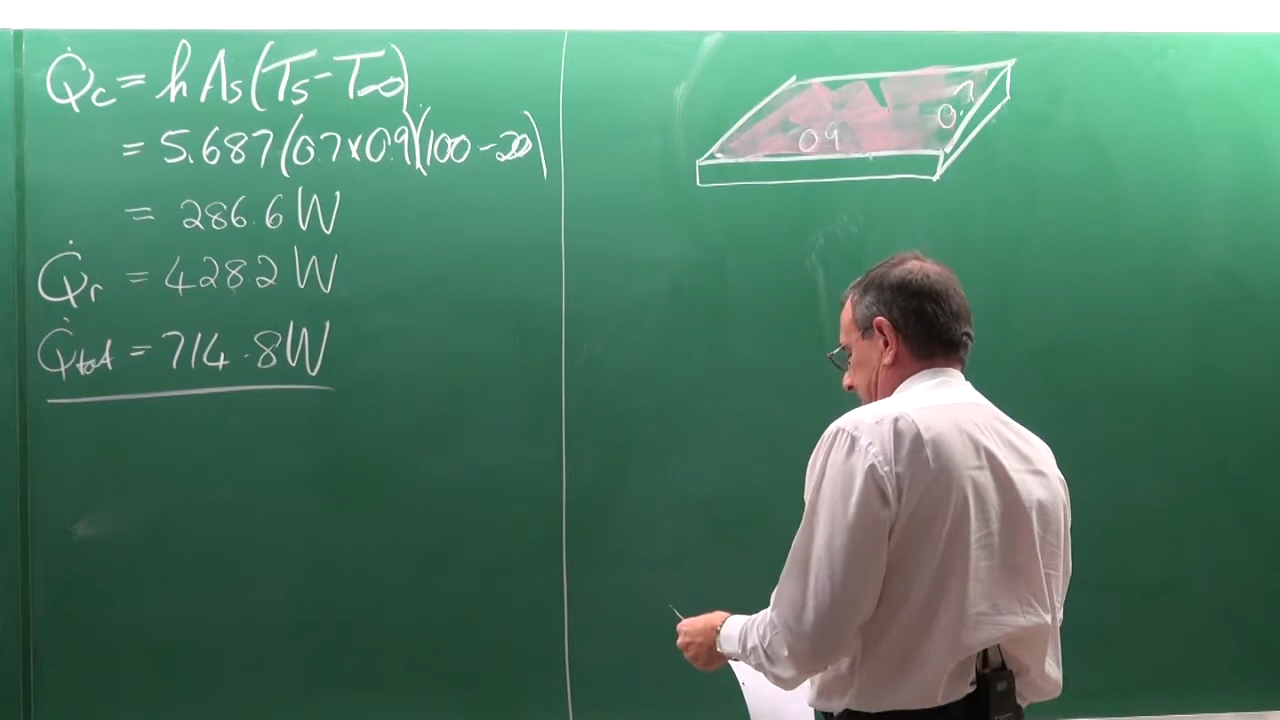 Q̇c = h As (Ts - T∞)
= 5.687 (0.7 x 0.9)(100 - 20)
= 286.6 W
Q̇r = 428.2 W
Q̇tot = 714.8 W
0.9
0.7